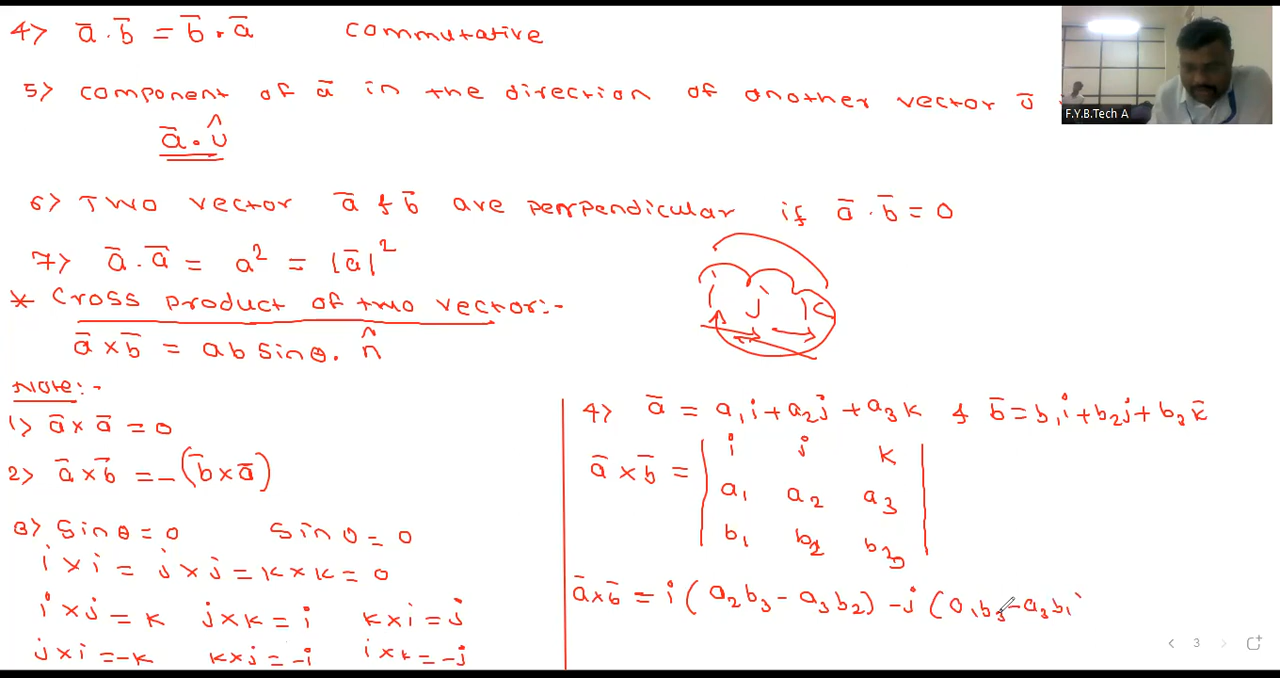 4) a̅ . b̅ = b̅ . a̅ commutative
5) component of a̅ in the direction of another vector u̅
a̅ . û
6) Two vector a̅ & b̅ are perpendicular if a̅ . b̅ = 0
7) a̅ . a̅ = a² = |a̅|²
i j k
* Cross product of two vector:-
a̅ × b̅ = ab sinθ. n̂
Note:-
1) a̅ × a̅ = 0
2) a̅ × b̅ = -(b̅ × a̅)
3) sinθ = 0 sinθ = 0
i × i = j × j = k × k = 0
i × j = k j × k = i k × i = j
j × i = -k k × j = -i i × k = -j
4) a̅ = a₁i + a₂j + a₃k & b̅ = b₁i + b₂j + b₃k̅
a̅ × b̅ = | i j k |
| a₁ a₂ a₃ |
| b₁ b₂ b₃ |
a̅ × b̅ = i ( a₂b₃ - a₃b₂ ) - j ( a₁b₃ - a₃b₁
F.Y.B.Tech A
3